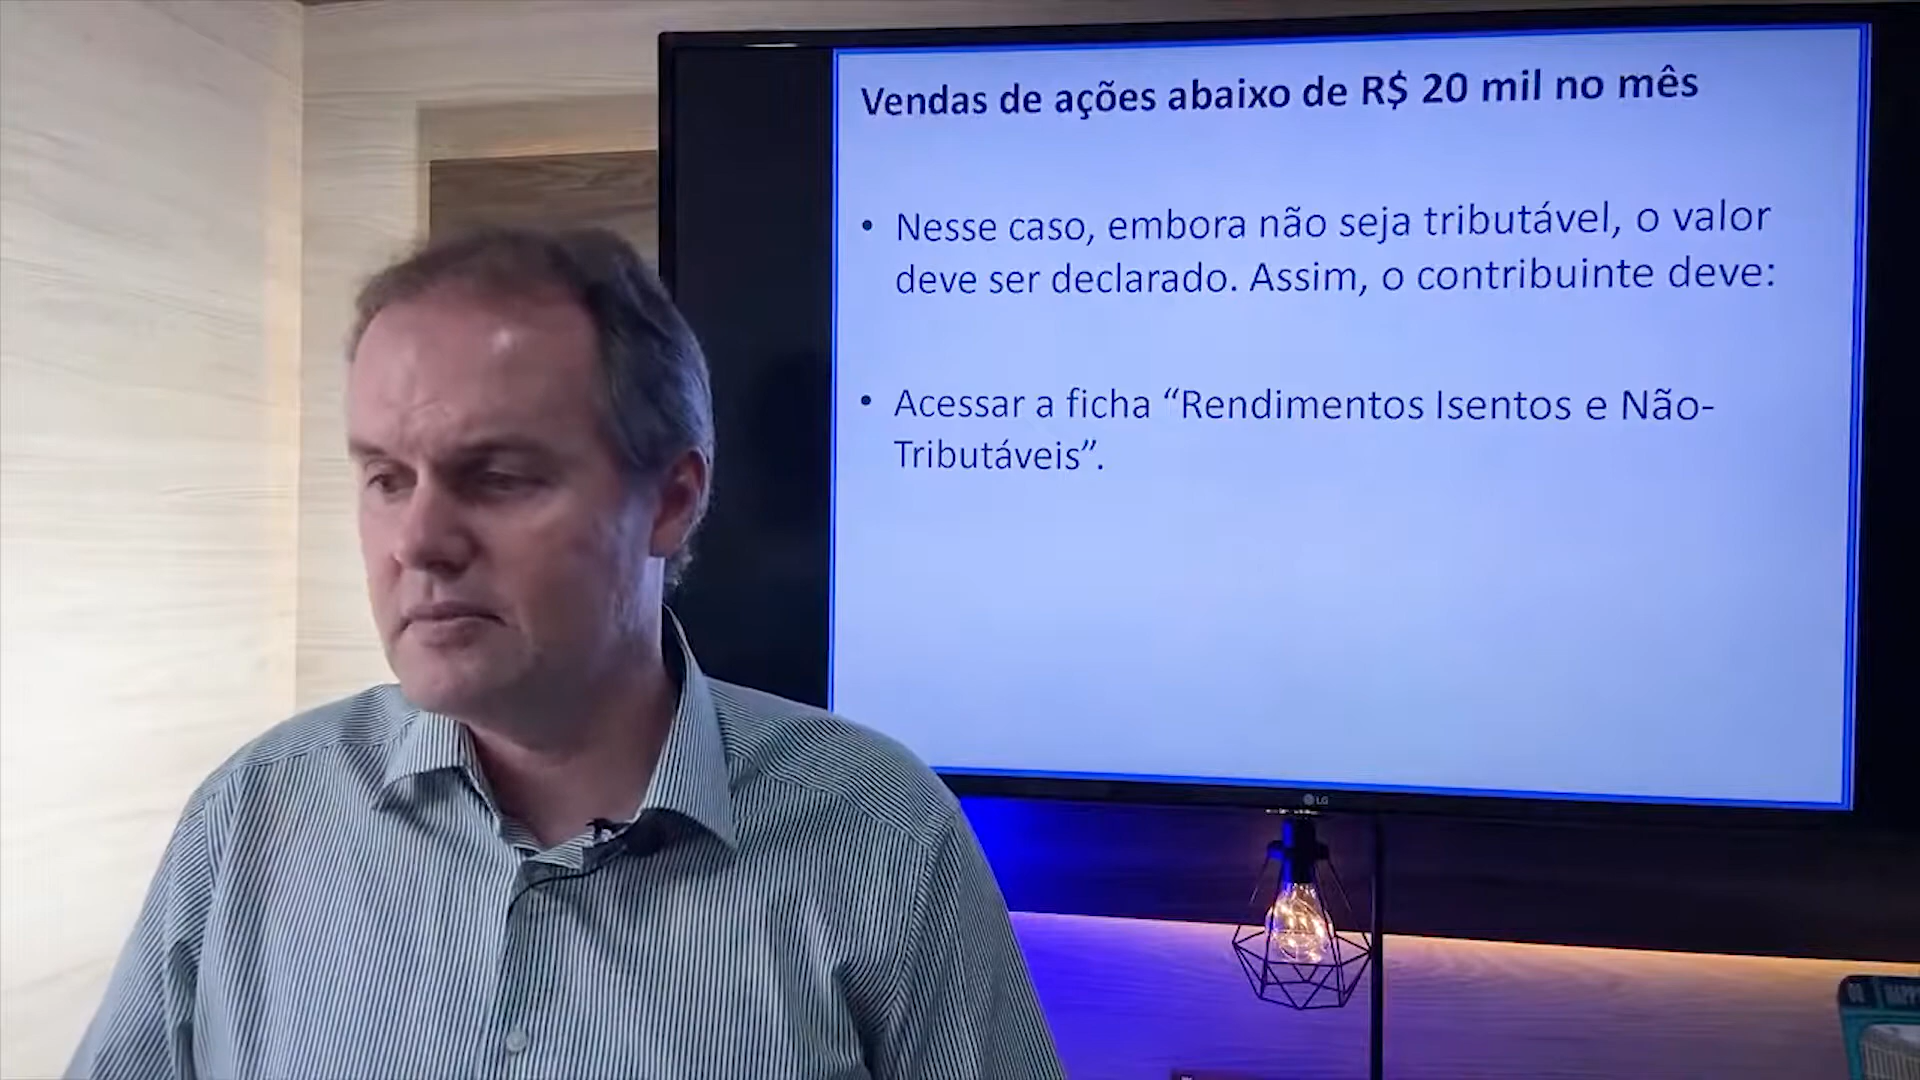 Vendas de ações abaixo de R$ 20 mil no mês
• Nesse caso, embora não seja tributável, o valor
deve ser declarado. Assim, o contribuinte deve:
• Acessar a ficha “Rendimentos Isentos e Não-
Tributáveis”.
LG